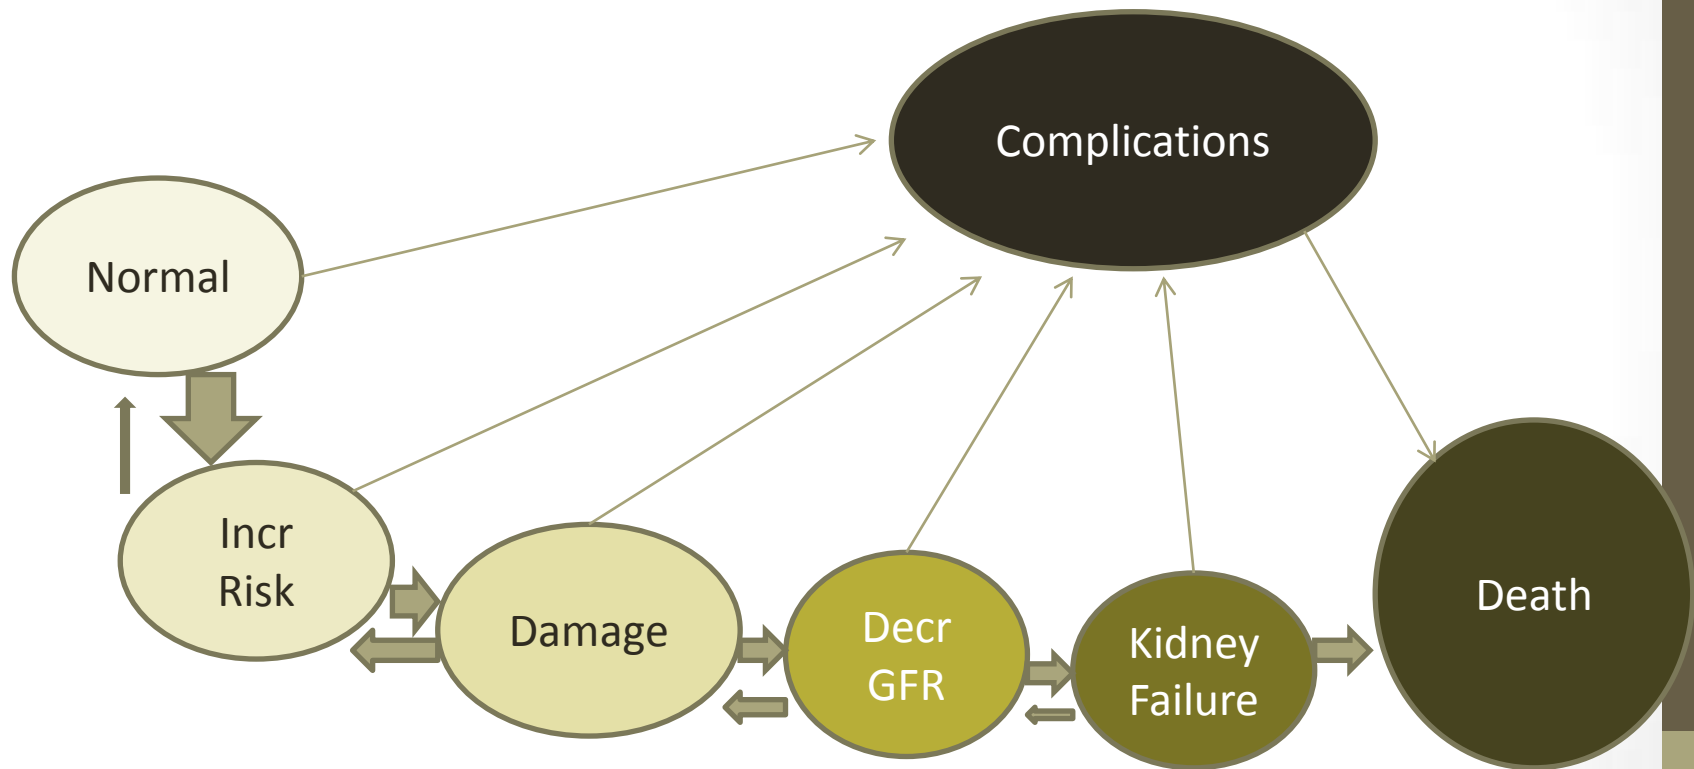 Complications
Normal
Incr
Risk
Damage
Decr
GFR
Kidney
Failure
Death